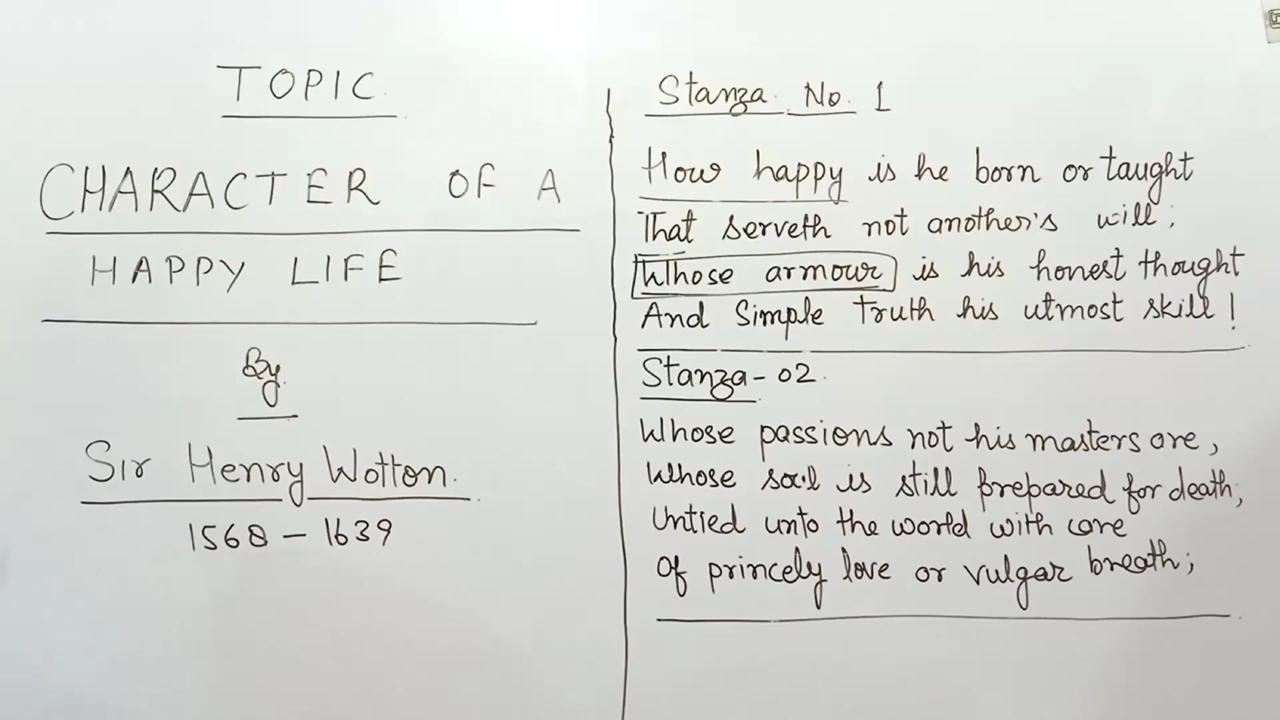 TOPIC
CHARACTER OF A
HAPPY LIFE
By
Sir Henry Wotton.
1568 – 1639
Stanza No. 1
How happy is he born or taught
That serveth not another's will;
Whose armour is his honest thought
And Simple truth his utmost skill!
Stanza - 02.
Whose passions not his masters are,
Whose soul is still prepared for death;
Untied unto the world with care
Of princely love or vulgar breath;